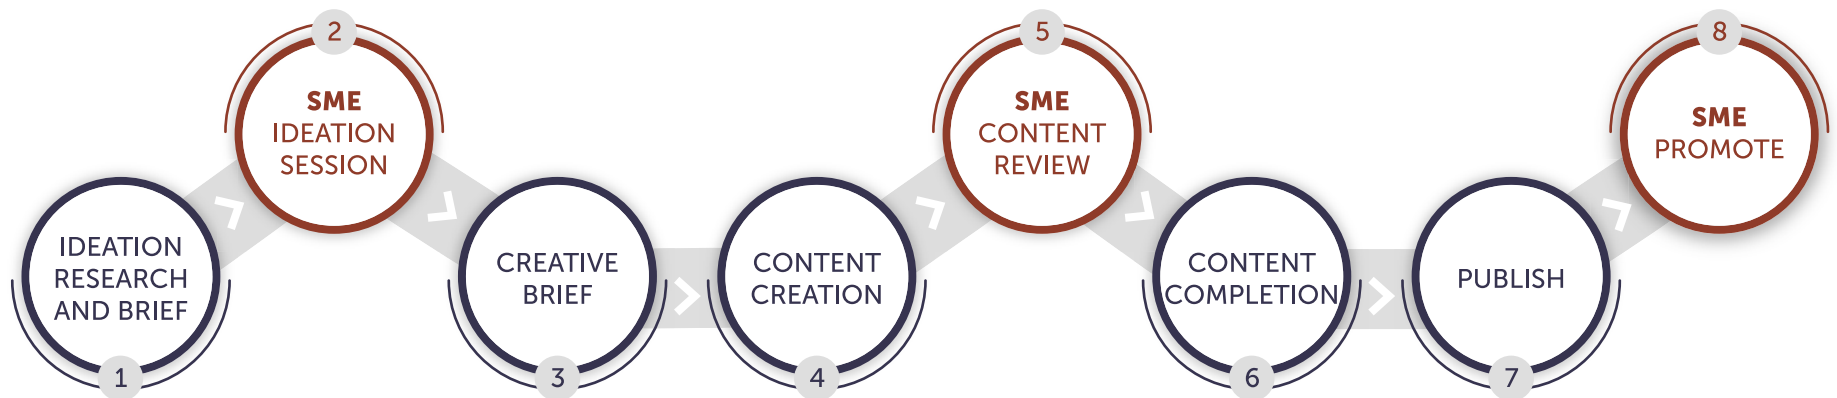 1
IDEATION
RESEARCH
AND BRIEF
2
SME
IDEATION
SESSION
3
CREATIVE
BRIEF
4
CONTENT
CREATION
5
SME
CONTENT
REVIEW
6
CONTENT
COMPLETION
7
PUBLISH
8
SME
PROMOTE